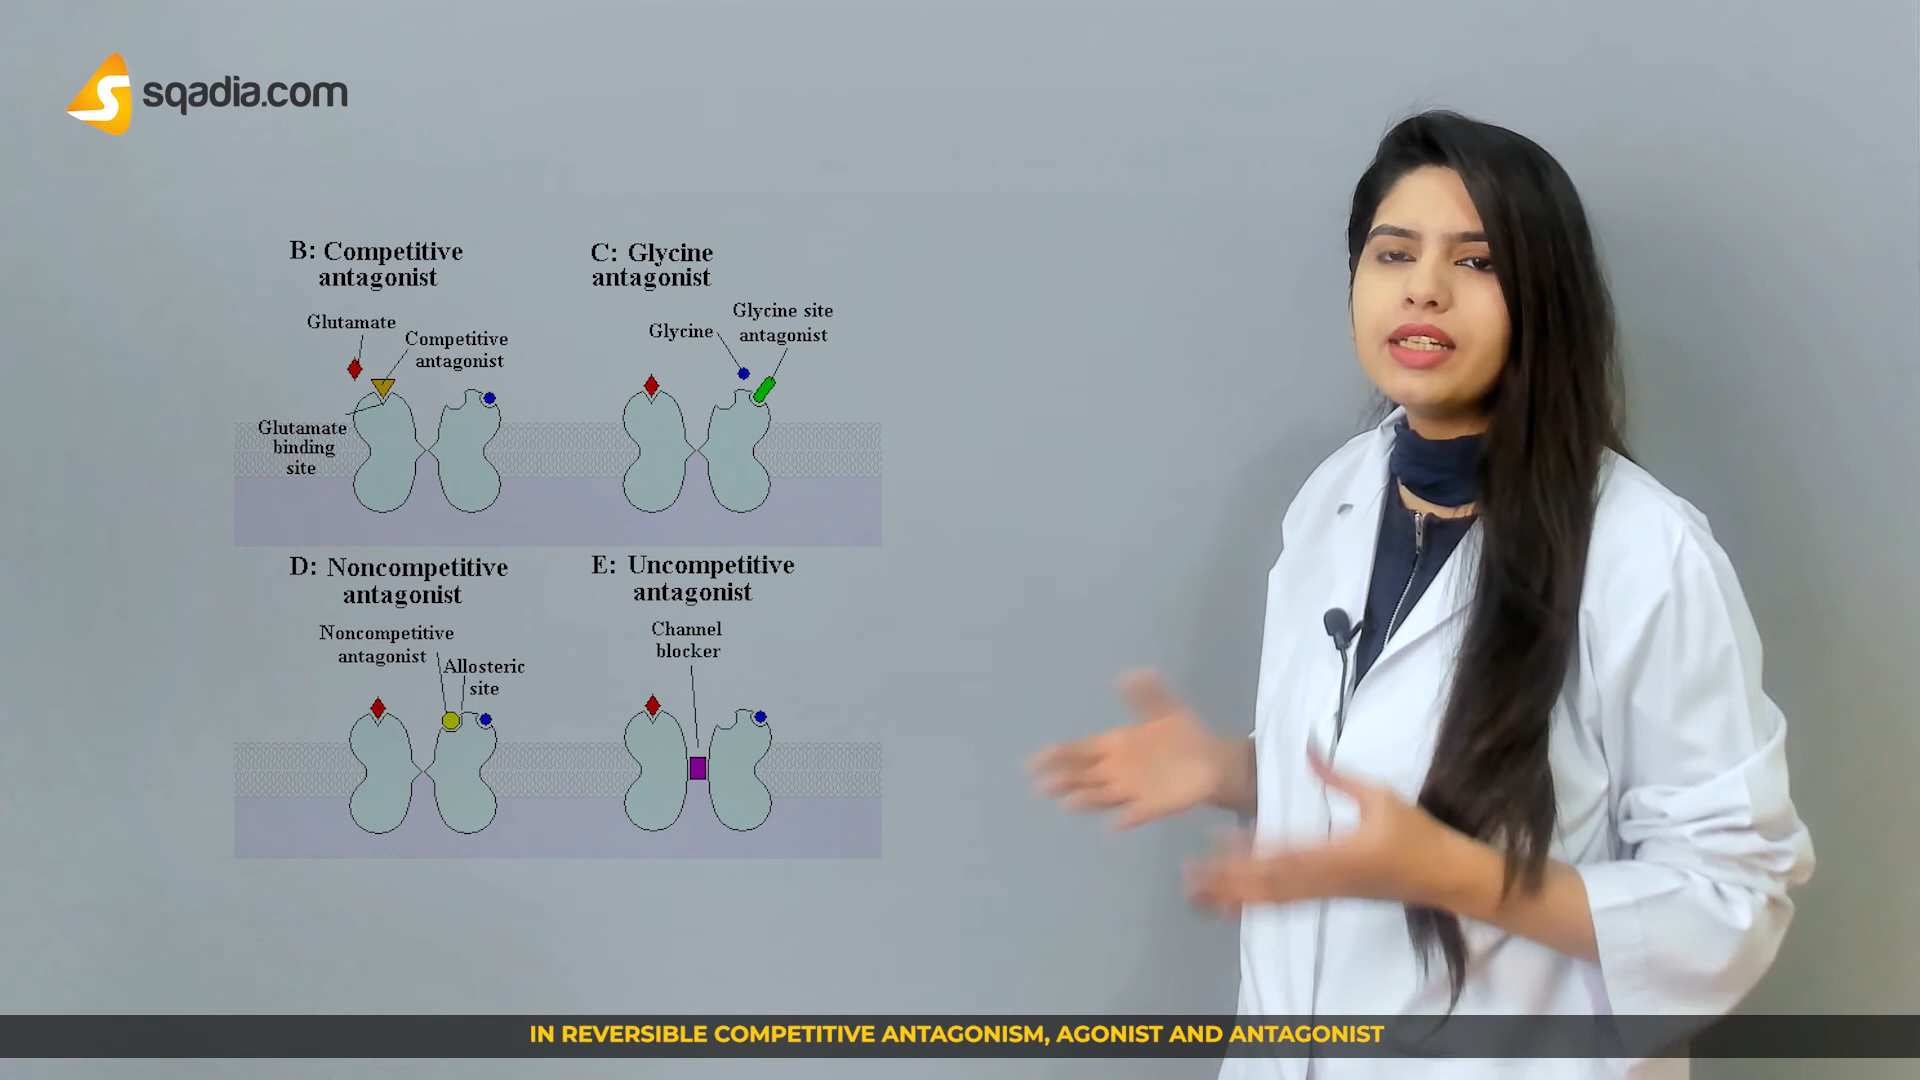 sqadia.com
B: Competitive
antagonist
Glutamate
Competitive
antagonist
Glutamate
binding
site
C: Glycine
antagonist
Glycine
Glycine site
antagonist
D: Noncompetitive
antagonist
Noncompetitive
antagonist
Allosteric
site
E: Uncompetitive
antagonist
Channel
blocker
IN REVERSIBLE COMPETITIVE ANTAGONISM, AGONIST AND ANTAGONIST